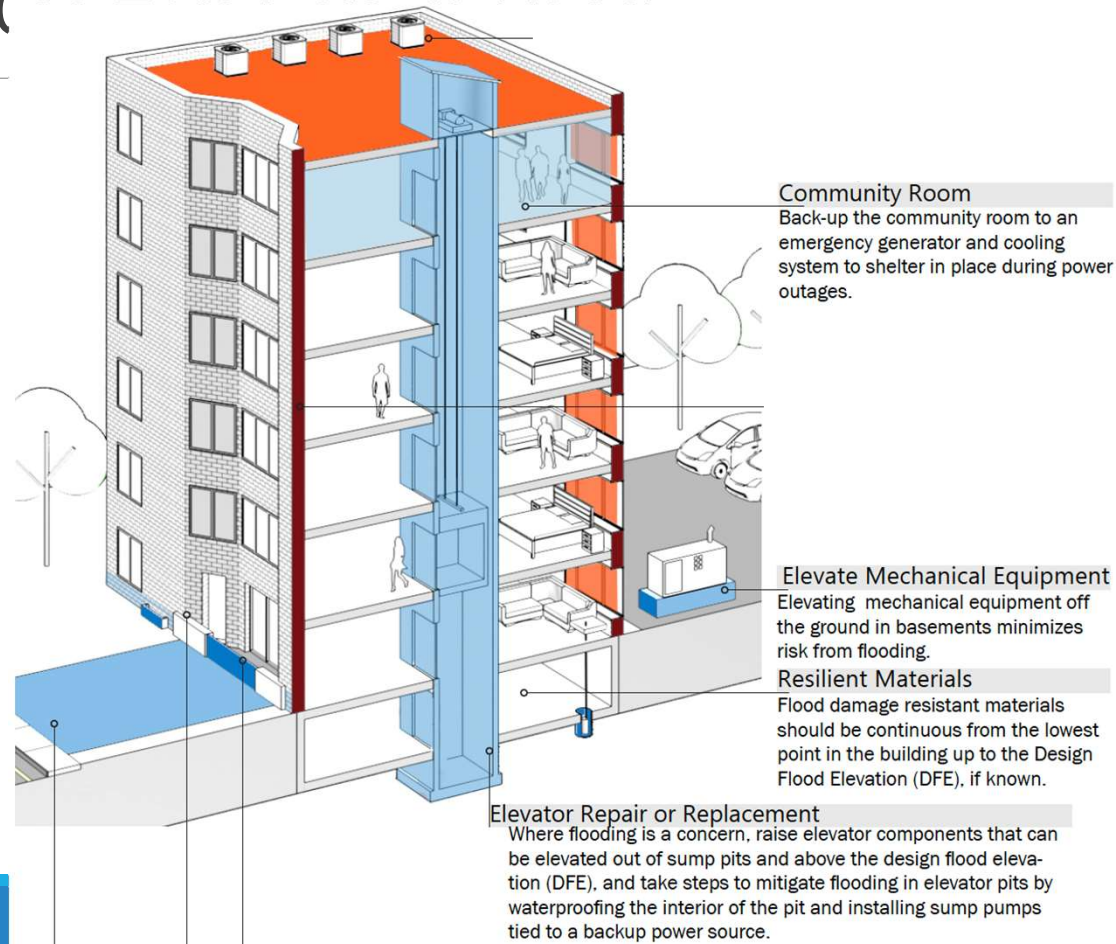 Community Room
Back-up the community room to an
emergency generator and cooling
system to shelter in place during power
outages.
Elevate Mechanical Equipment
Elevating mechanical equipment off
the ground in basements minimizes
risk from flooding.
Resilient Materials
Flood damage resistant materials
should be continuous from the lowest
point in the building up to the Design
Flood Elevation (DFE), if known.
Elevator Repair or Replacement
Where flooding is a concern, raise elevator components that can
be elevated out of sump pits and above the design flood eleva-
tion (DFE), and take steps to mitigate flooding in elevator pits by
waterproofing the interior of the pit and installing sump pumps
tied to a backup power source.